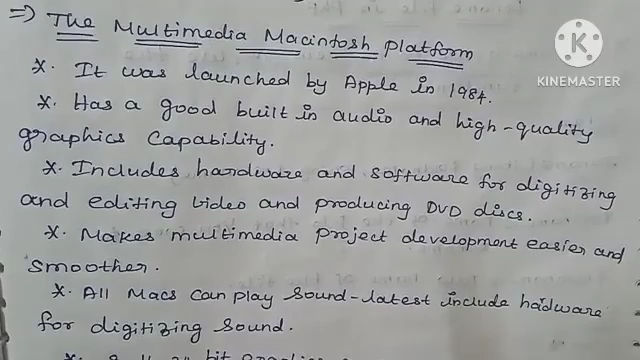 ⇒ The Multimedia Macintosh Platform
K
KINEMASTER
* . It was launched by Apple in 1984.
* . Has a good built in audio and high-quality
graphics capability.
* . Includes hardware and software for digitizing
and editing video and producing DVD discs.
* . Makes multimedia project development easier and
smoother.
* . All Macs can play sound-latest include hardware
for digitizing sound.